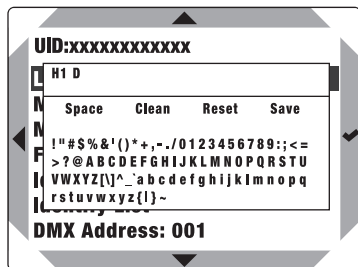 UID:xxxxxxxxxxxx
H1 D
Space Clean Reset Save
!"#$%&'()*+,-./0123456789:;<=
>?@ABCDEFGHIJKLMNOPQRSTU
VWXYZ[\]^_`abcdefghijklmnopq
rstuvwxyz{|}~
DMX Address: 001